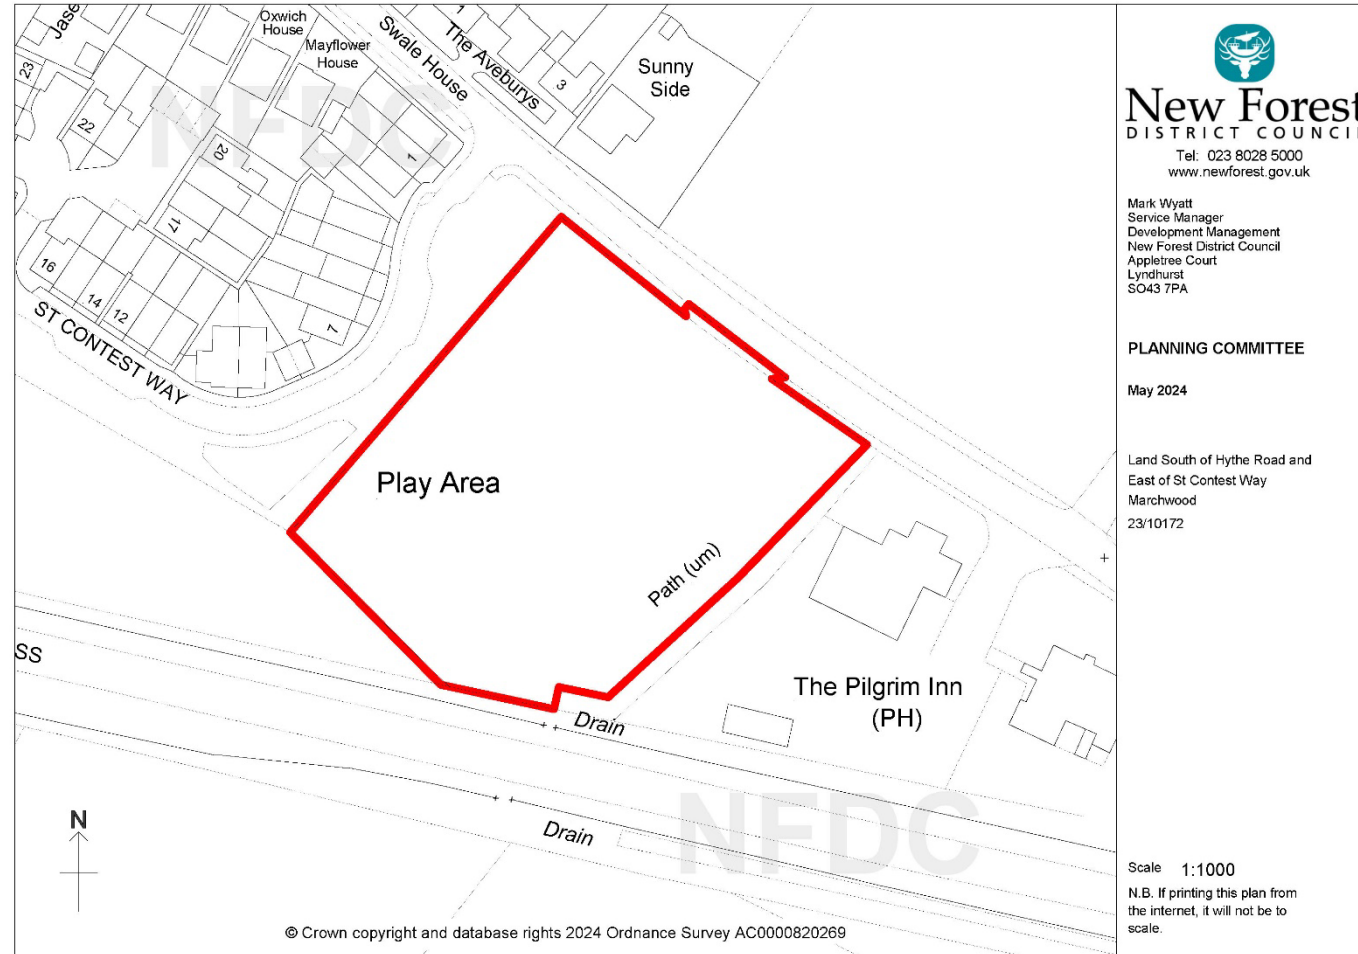 Jase
Oxwich
House
Mayflower
House
Swale House
The Aveburys
1
3
Sunny
Side
23
22
20
1
17
16
14
12
7
ST CONTEST WAY
NFDC
Play Area
Path (um)
The Pilgrim Inn
(PH)
SS
Drain
Drain
NFDC
N
© Crown copyright and database rights 2024 Ordnance Survey AC0000820269
New Forest
DISTRICT COUNCIL
Tel: 023 8028 5000
www.newforest.gov.uk
Mark Wyatt
Service Manager
Development Management
New Forest District Council
Appletree Court
Lyndhurst
SO43 7PA
PLANNING COMMITTEE
May 2024
Land South of Hythe Road and
East of St Contest Way
Marchwood
23/10172
Scale 1:1000
N.B. If printing this plan from
the internet, it will not be to
scale.